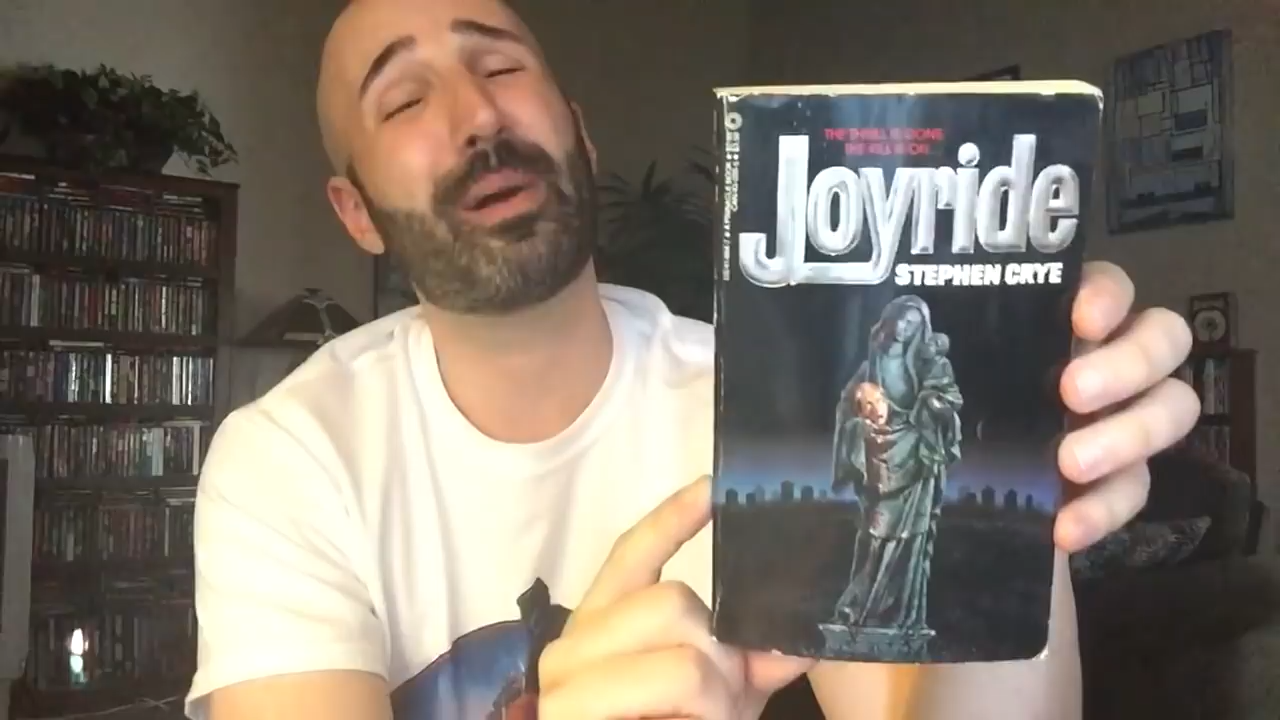 THE THRILL IS GONE
THE KILL IS ON...
Joyride
STEPHEN CRYE